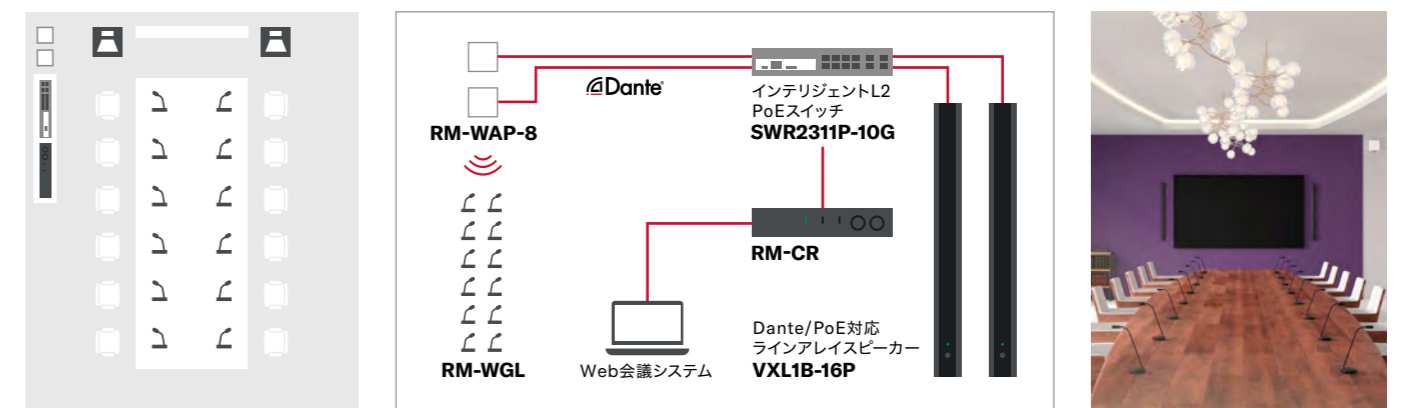 Dante
RM-WAP-8
インテリジェントL2
PoEスイッチ
SWR2311P-10G
RM-CR
RM-WGL
Web会議システム
Dante/PoE対応
ラインアレイスピーカー
VXL1B-16P